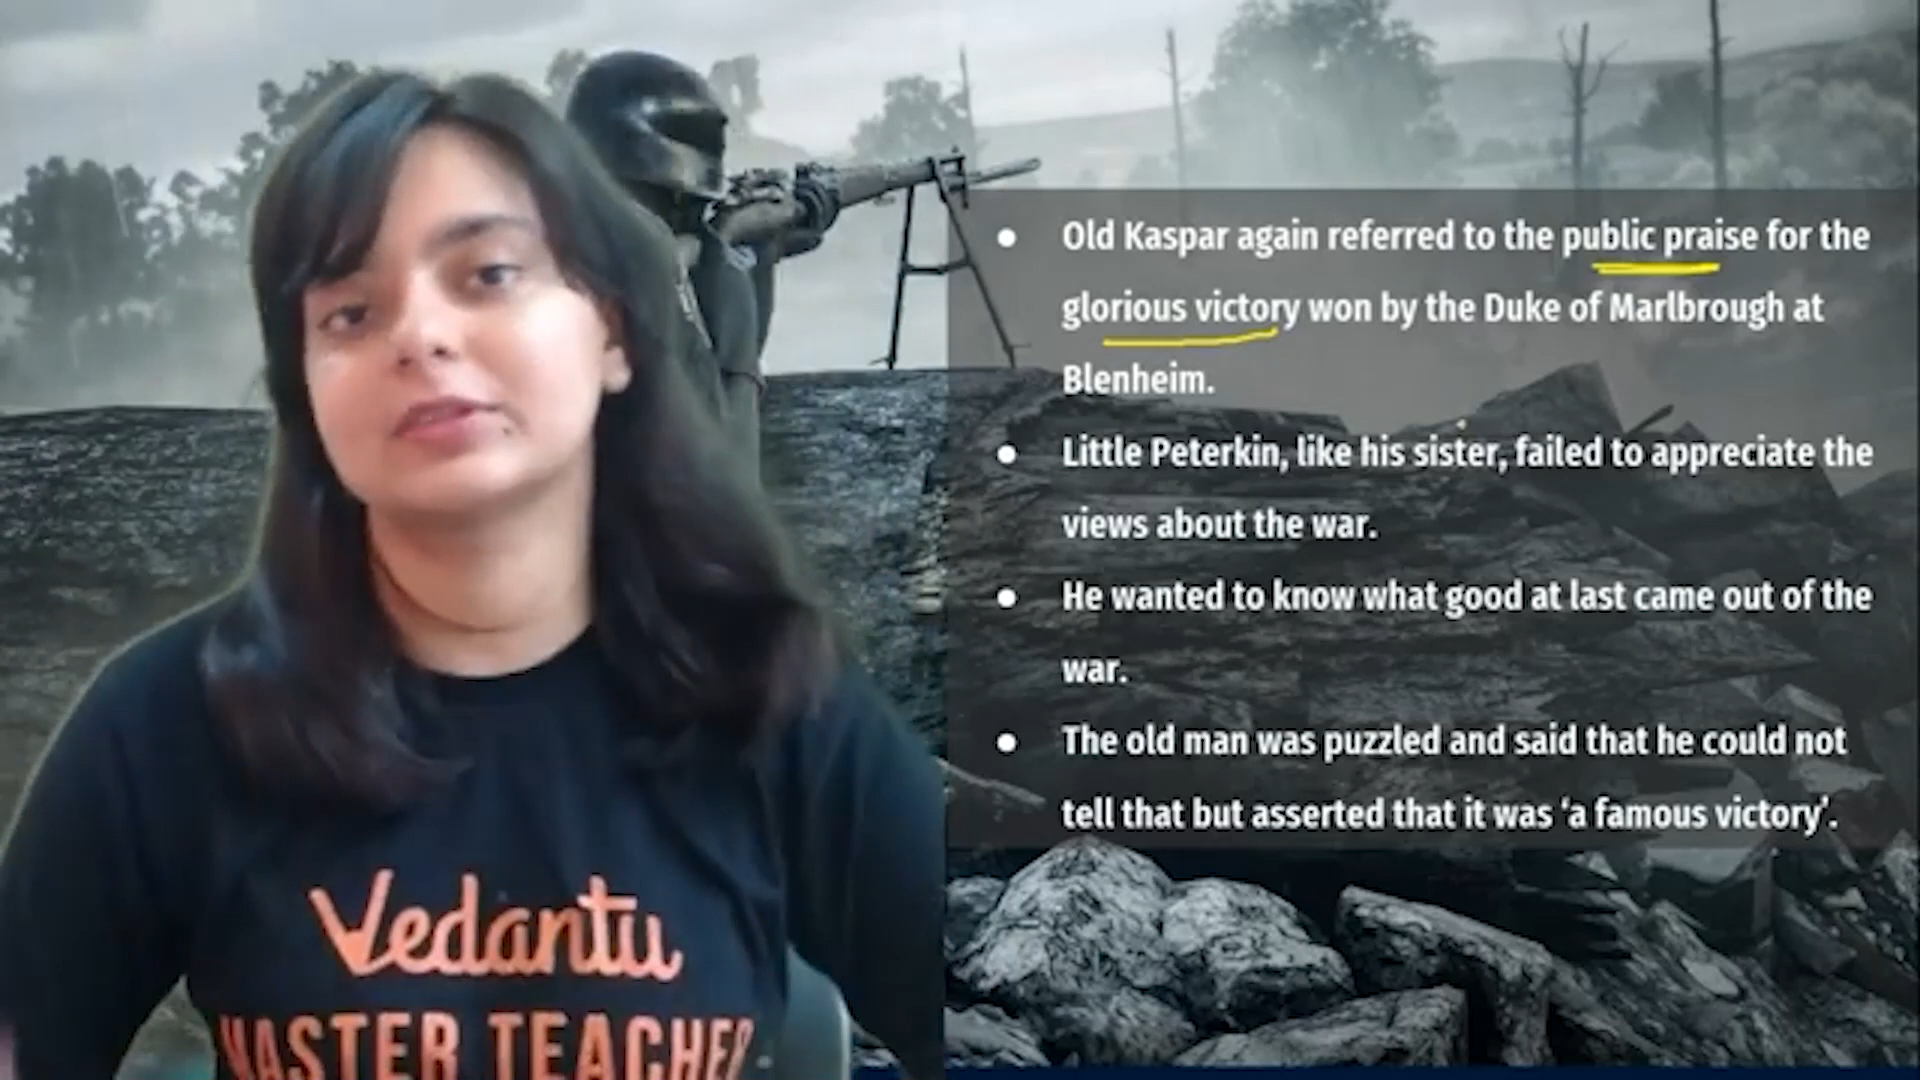 ● Old Kaspar again referred to the public praise for the
glorious victory won by the Duke of Marlbrough at
Blenheim.
● Little Peterkin, like his sister, failed to appreciate the
views about the war.
● He wanted to know what good at last came out of the
war.
● The old man was puzzled and said that he could not
tell that but asserted that it was ‘a famous victory’.
Vedantu
MASTER TEACHER